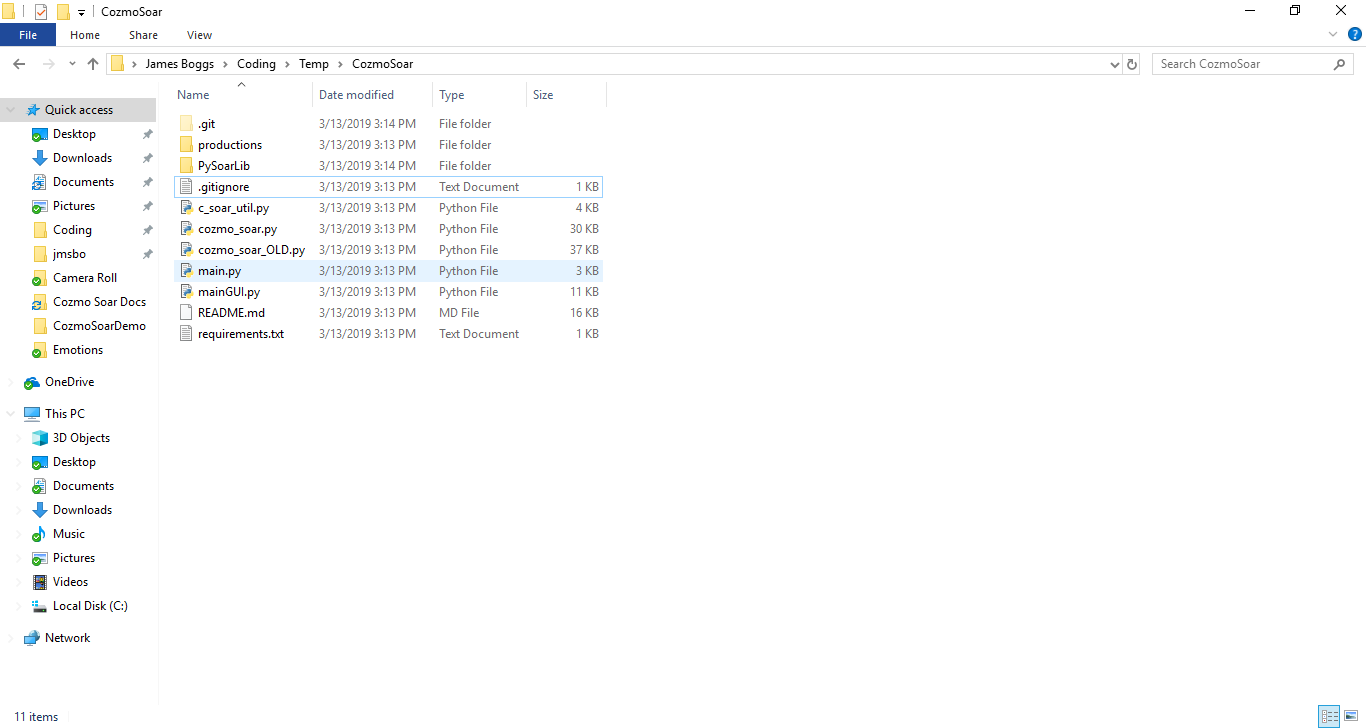 CozmoSoar
File Home Share View
James Boggs Coding Temp CozmoSoar Search CozmoSoar
Name Date modified Type Size
.git 3/13/2019 3:14 PM File folder
productions 3/13/2019 3:13 PM File folder
PySoarLib 3/13/2019 3:14 PM File folder
.gitignore 3/13/2019 3:13 PM Text Document 1 KB
c_soar_util.py 3/13/2019 3:13 PM Python File 4 KB
cozmo_soar.py 3/13/2019 3:13 PM Python File 30 KB
cozmo_soar_OLD.py 3/13/2019 3:13 PM Python File 37 KB
main.py 3/13/2019 3:13 PM Python File 3 KB
mainGUI.py 3/13/2019 3:13 PM Python File 11 KB
README.md 3/13/2019 3:13 PM MD File 16 KB
requirements.txt 3/13/2019 3:13 PM Text Document 1 KB
Quick access
Desktop
Downloads
Documents
Pictures
Coding
jmsbo
Camera Roll
Cozmo Soar Docs
CozmoSoarDemo
Emotions
OneDrive
This PC
3D Objects
Desktop
Documents
Downloads
Music
Pictures
Videos
Local Disk (C:)
Network
11 items